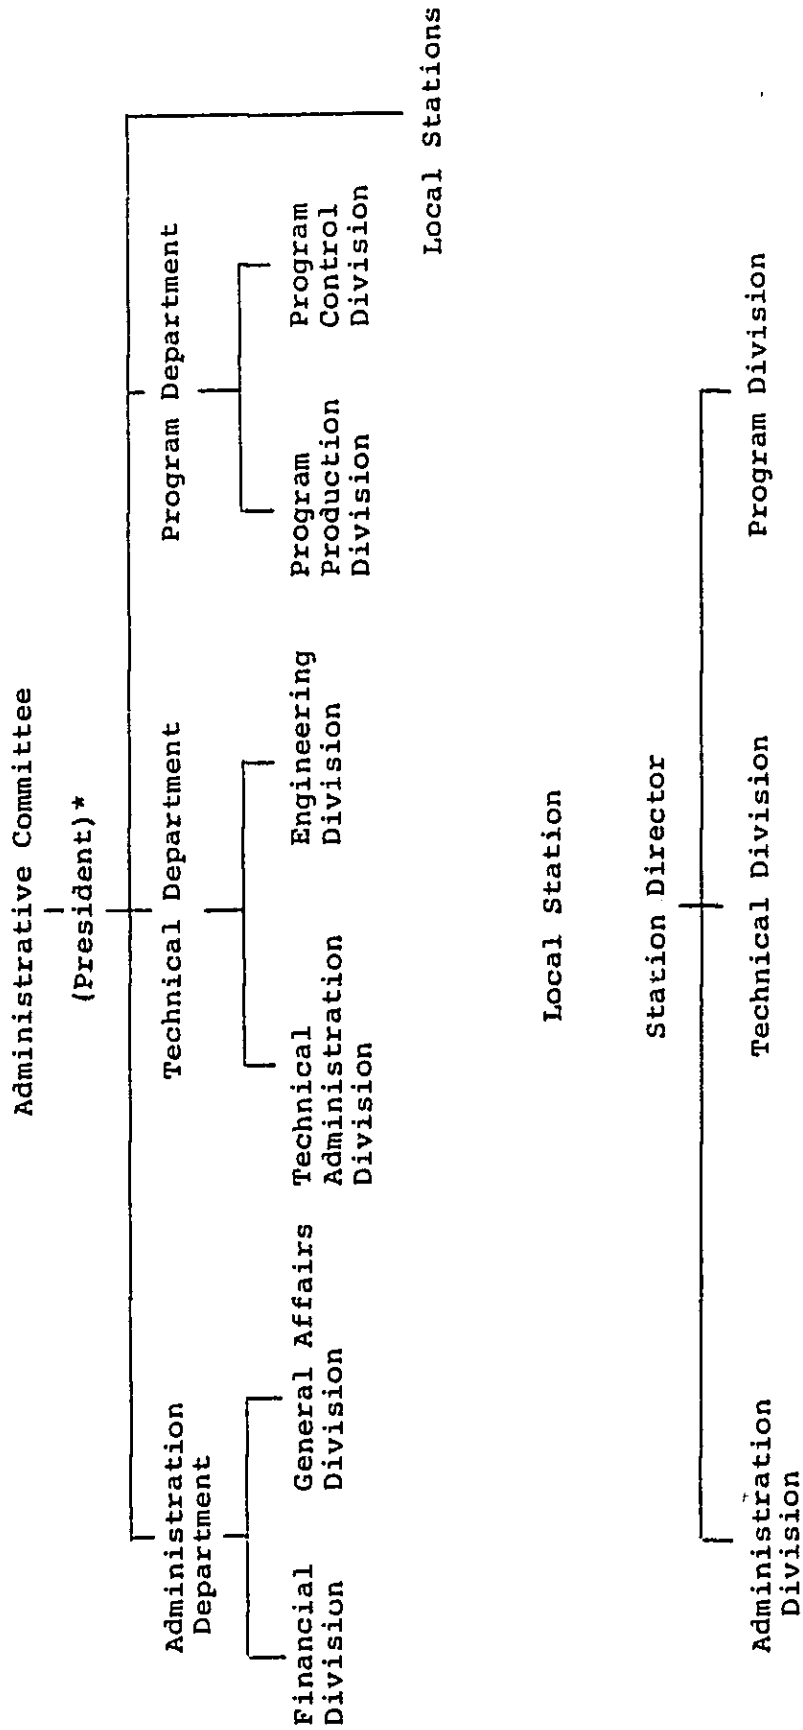 Administrative Committee
(President)*
Administration
Department
Technical Department
Program Department
Financial
Division
General Affairs
Division
Technical
Administration
Division
Engineering
Division
Program
Production
Division
Program
Control
Division
Local Stations
Local Station
Station Director
Administration
Division
Technical Division
Program Division